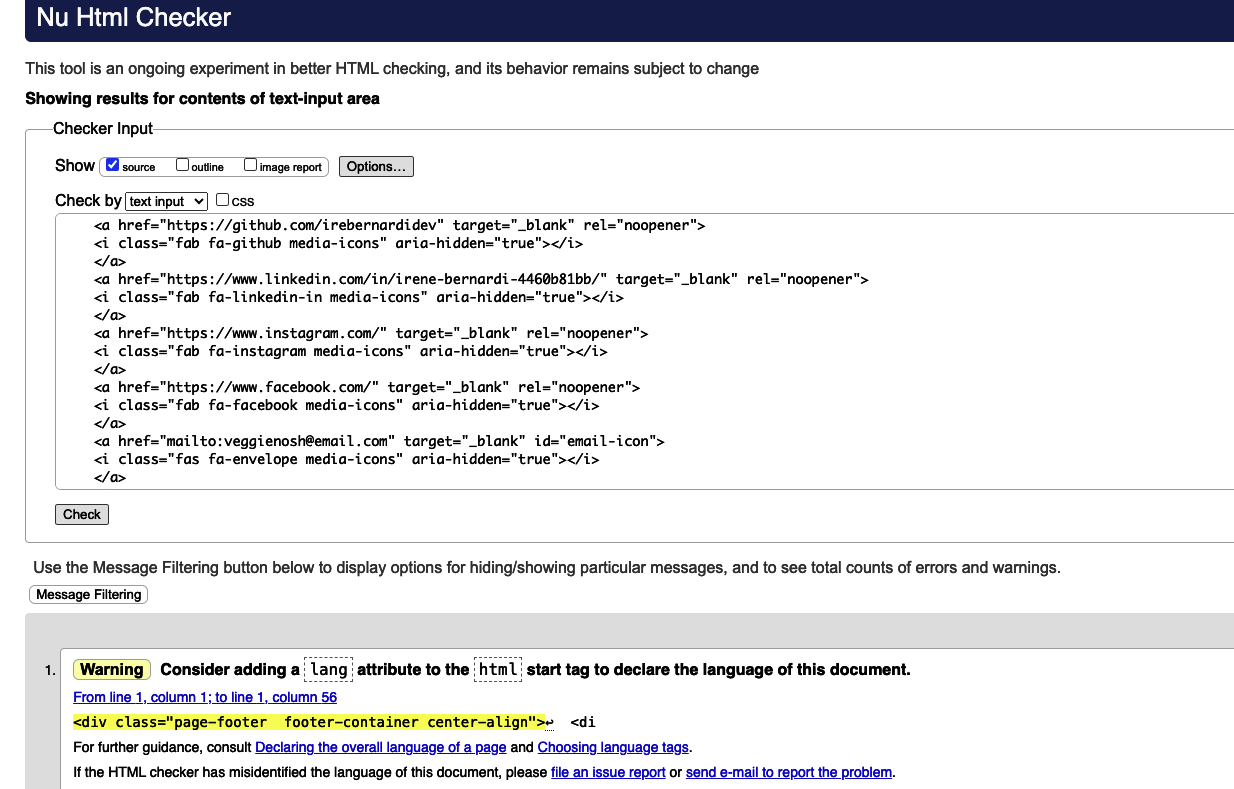 Nu Html Checker
This tool is an ongoing experiment in better HTML checking, and its behavior remains subject to change
Showing results for contents of text-input area
Checker Input
Show source outline image report Options...
Check by text input css
<a href="https://github.com/irebernardidev" target="_blank" rel="noopener">
<i class="fab fa-github media-icons" aria-hidden="true"></i>
</a>
<a href="https://www.linkedin.com/in/irene-bernardi-4460b81bb/" target="_blank" rel="noopener">
<i class="fab fa-linkedin-in media-icons" aria-hidden="true"></i>
</a>
<a href="https://www.instagram.com/" target="_blank" rel="noopener">
<i class="fab fa-instagram media-icons" aria-hidden="true"></i>
</a>
<a href="https://www.facebook.com/" target="_blank" rel="noopener">
<i class="fab fa-facebook media-icons" aria-hidden="true"></i>
</a>
<a href="mailto:veggienosh@email.com" target="_blank" id="email-icon">
<i class="fas fa-envelope media-icons" aria-hidden="true"></i>
</a>
Check
Use the Message Filtering button below to display options for hiding/showing particular messages, and to see total counts of errors and warnings.
Message Filtering
1. Warning Consider adding a lang attribute to the html start tag to declare the language of this document.
From line 1, column 1; to line 1, column 56
<div class="page-footer  footer-container center-align">↩  <di
For further guidance, consult Declaring the overall language of a page and Choosing language tags.
If the HTML checker has misidentified the language of this document, please file an issue report or send e-mail to report the problem.